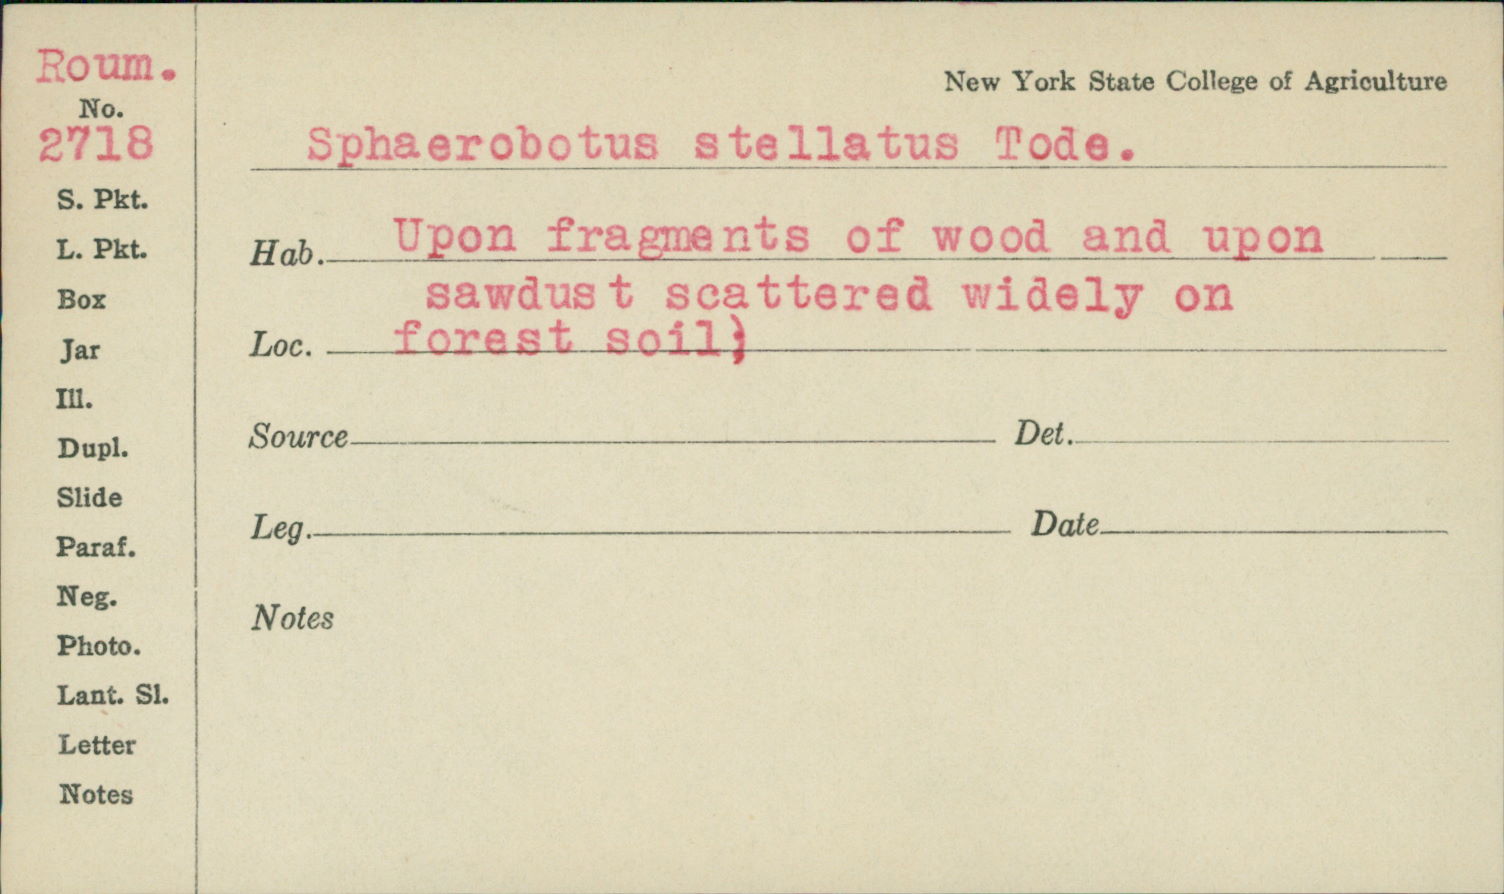 Roum.
No.
2718
S. Pkt.
L. Pkt.
Box
Jar
Ill.
Dupl.
Slide
Paraf.
Neg.
Photo.
Lant. Sl.
Letter
Notes
New York State College of Agriculture
Sphaerobotus stellatus Tode.
Hab. Upon fragments of wood and upon
sawdust scattered widely on
Loc. forest soil;
Source Det.
Leg. Date
Notes